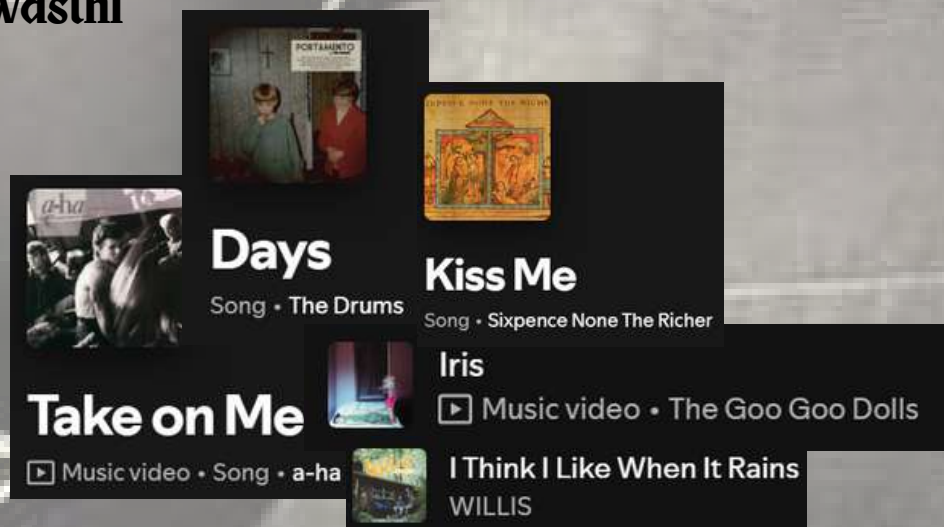 PORTAMENTO
Days
Song • The Drums
SIXPENCE NONE THE RICHER
Kiss Me
Song • Sixpence None The Richer
a-ha
Take on Me
Music video • Song • a-ha
Iris
Music video • The Goo Goo Dolls
I Think I Like When It Rains
WILLIS